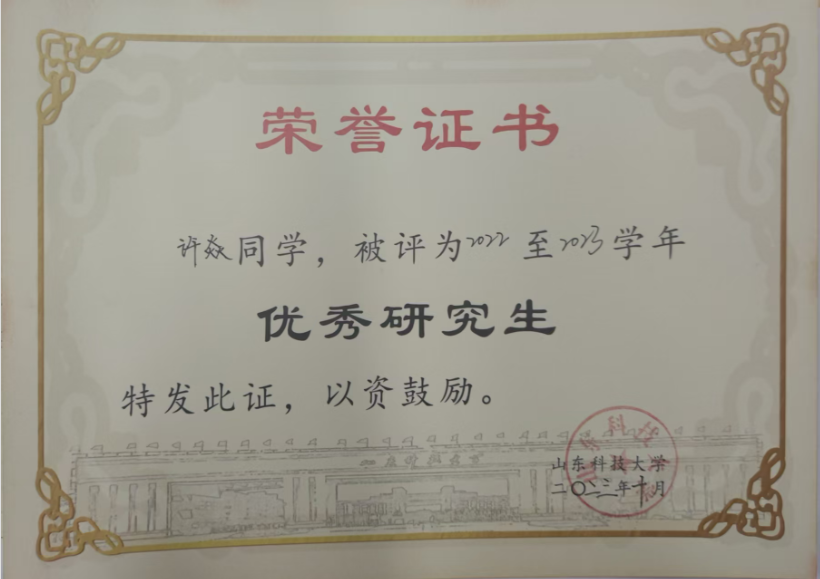 荣誉证书
许焱同学，被评为2022至2023学年
优秀研究生
特发此证，以资鼓励。
山东科技大学
二〇二三年十月